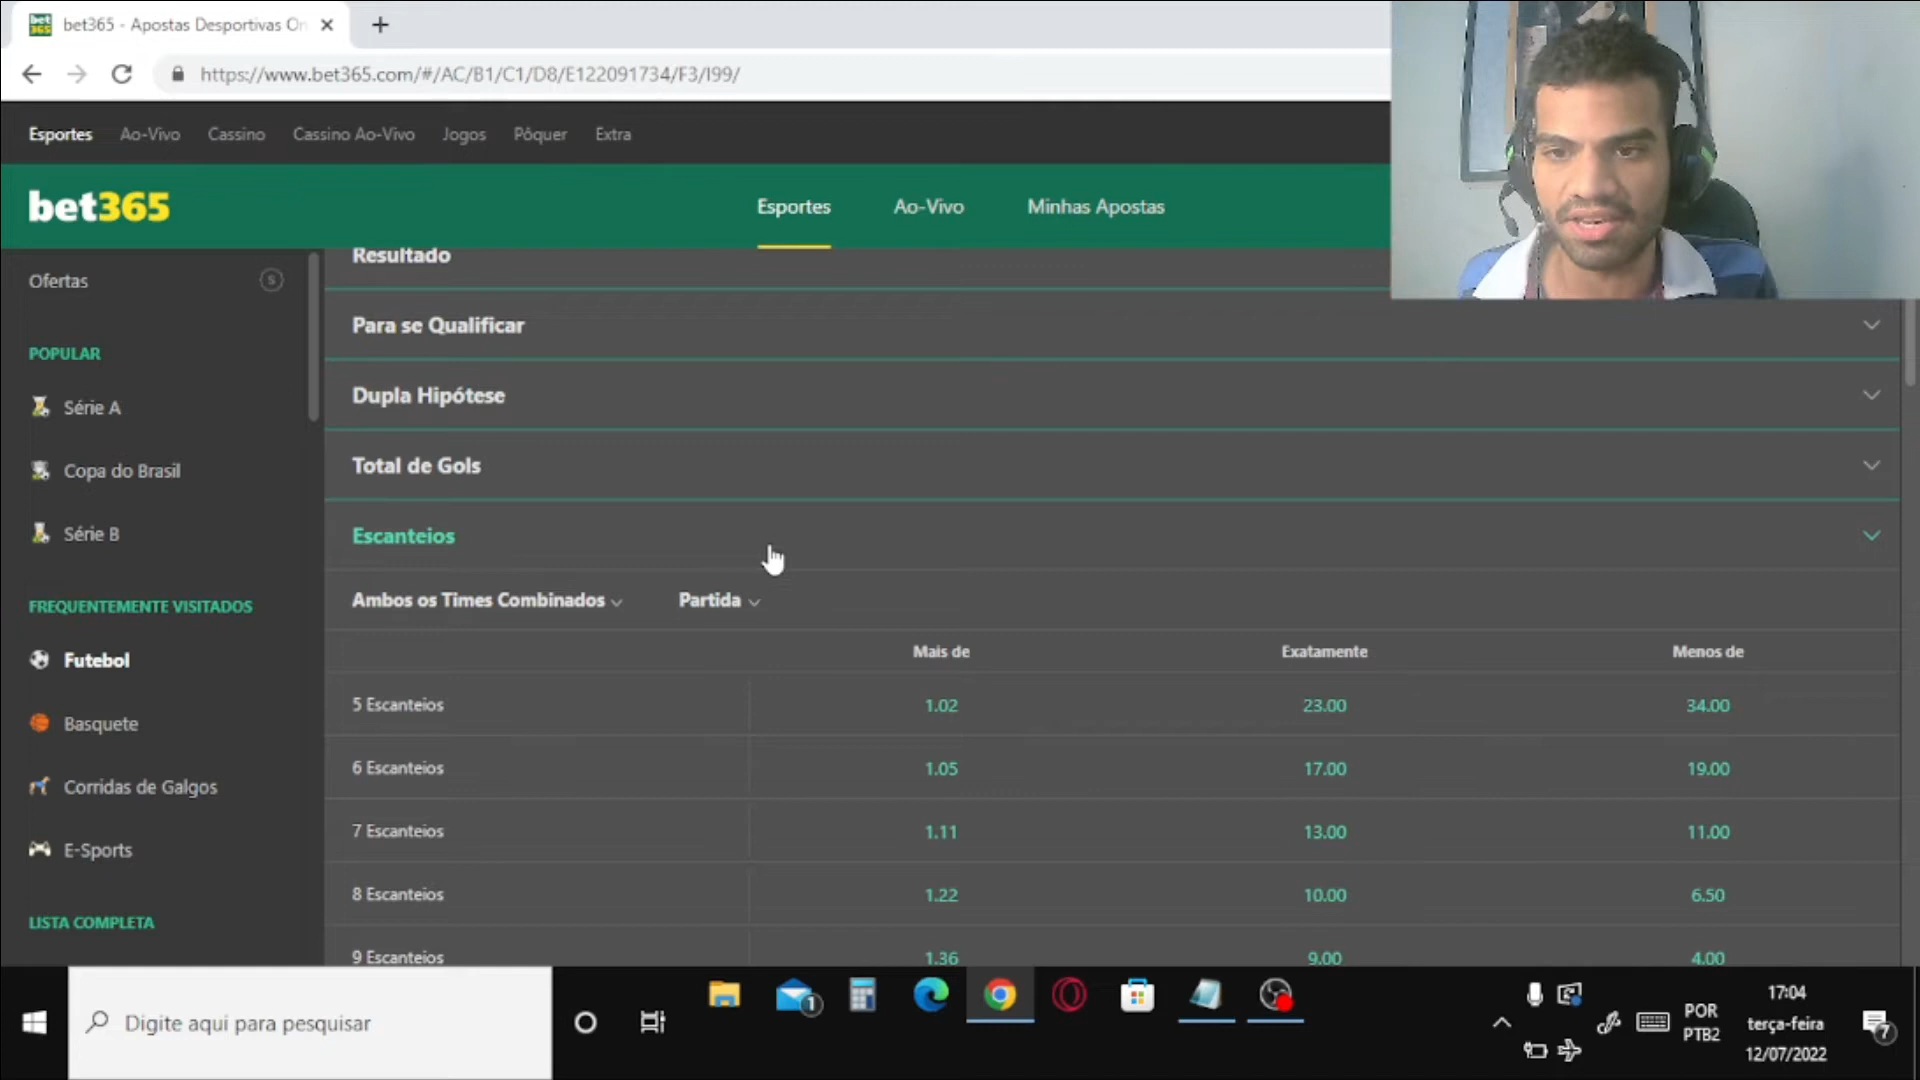 bet365 - Apostas Desportivas On
https://www.bet365.com/#/AC/B1/C1/D8/E122091734/F3/I99/
Esportes Ao-Vivo Cassino Cassino Ao-Vivo Jogos Pôquer Extra
bet365
Esportes Ao-Vivo Minhas Apostas
Ofertas S
POPULAR
Série A
Copa do Brasil
Série B
FREQUENTEMENTE VISITADOS
Futebol
Basquete
Corridas de Galgos
E-Sports
LISTA COMPLETA
Resultado
Para se Qualificar
Dupla Hipótese
Total de Gols
Escanteios
Ambos os Times Combinados Partida
Mais de Exatamente Menos de
5 Escanteios 1.02 23.00 34.00
6 Escanteios 1.05 17.00 19.00
7 Escanteios 1.11 13.00 11.00
8 Escanteios 1.22 10.00 6.50
9 Escanteios 1.36 9.00 4.00
Digite aqui para pesquisar
1
POR
PTB2
17:04
terça-feira
12/07/2022
7